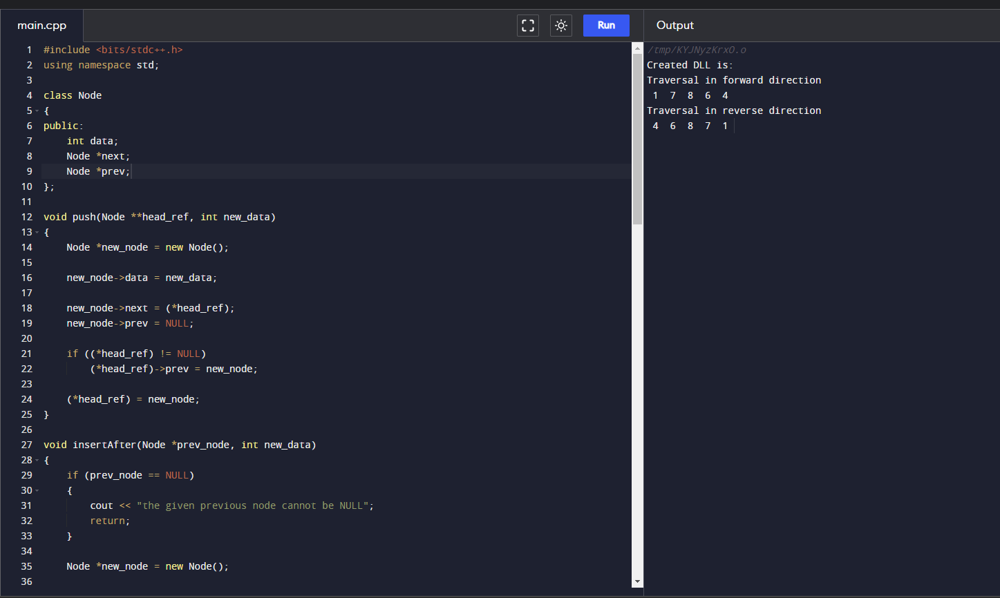 main.cpp
Run
Output
1 #include <bits/stdc++.h>
2 using namespace std;
3
4 class Node
5 {
6 public:
7     int data;
8     Node *next;
9     Node *prev;
10 };
11
12 void push(Node **head_ref, int new_data)
13 {
14     Node *new_node = new Node();
15
16     new_node->data = new_data;
17
18     new_node->next = (*head_ref);
19     new_node->prev = NULL;
20
21     if ((*head_ref) != NULL)
22         (*head_ref)->prev = new_node;
23
24     (*head_ref) = new_node;
25 }
26
27 void insertAfter(Node *prev_node, int new_data)
28 {
29     if (prev_node == NULL)
30     {
31         cout << "the given previous node cannot be NULL";
32         return;
33     }
34
35     Node *new_node = new Node();
36
/tmp/KYJNyzKrxO.o
Created DLL is:
Traversal in forward direction
 1  7  8  6  4
Traversal in reverse direction
 4  6  8  7  1